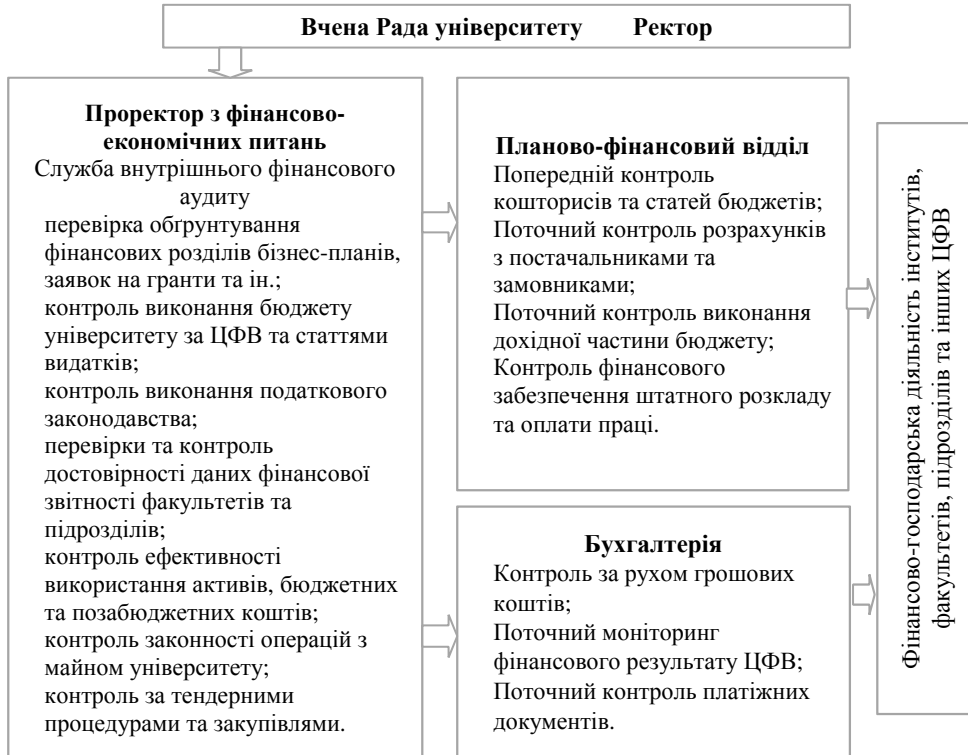 Вчена Рада університету Ректор
Проректор з фінансово-
економічних питань
Служба внутрішнього фінансового
аудиту
перевірка обґрунтування
фінансових розділів бізнес-планів,
заявок на гранти та ін.;
контроль виконання бюджету
університету за ЦФВ та статтями
видатків;
контроль виконання податкового
законодавства;
перевірки та контроль
достовірності даних фінансової
звітності факультетів та
підрозділів;
контроль ефективності
використання активів, бюджетних
та позабюджетних коштів;
контроль законності операцій з
майном університету;
контроль за тендерними
процедурами та закупівлями.
Планово-фінансовий відділ
Попередній контроль
кошторисів та статей бюджетів;
Поточний контроль розрахунків
з постачальниками та
замовниками;
Поточний контроль виконання
дохідної частини бюджету;
Контроль фінансового
забезпечення штатного розкладу
та оплати праці.
Бухгалтерія
Контроль за рухом грошових
коштів;
Поточний моніторинг
фінансового результату ЦФВ;
Поточний контроль платіжних
документів.
Фінансово-господарська діяльність інститутів,
факультетів, підрозділів та інших ЦФВ